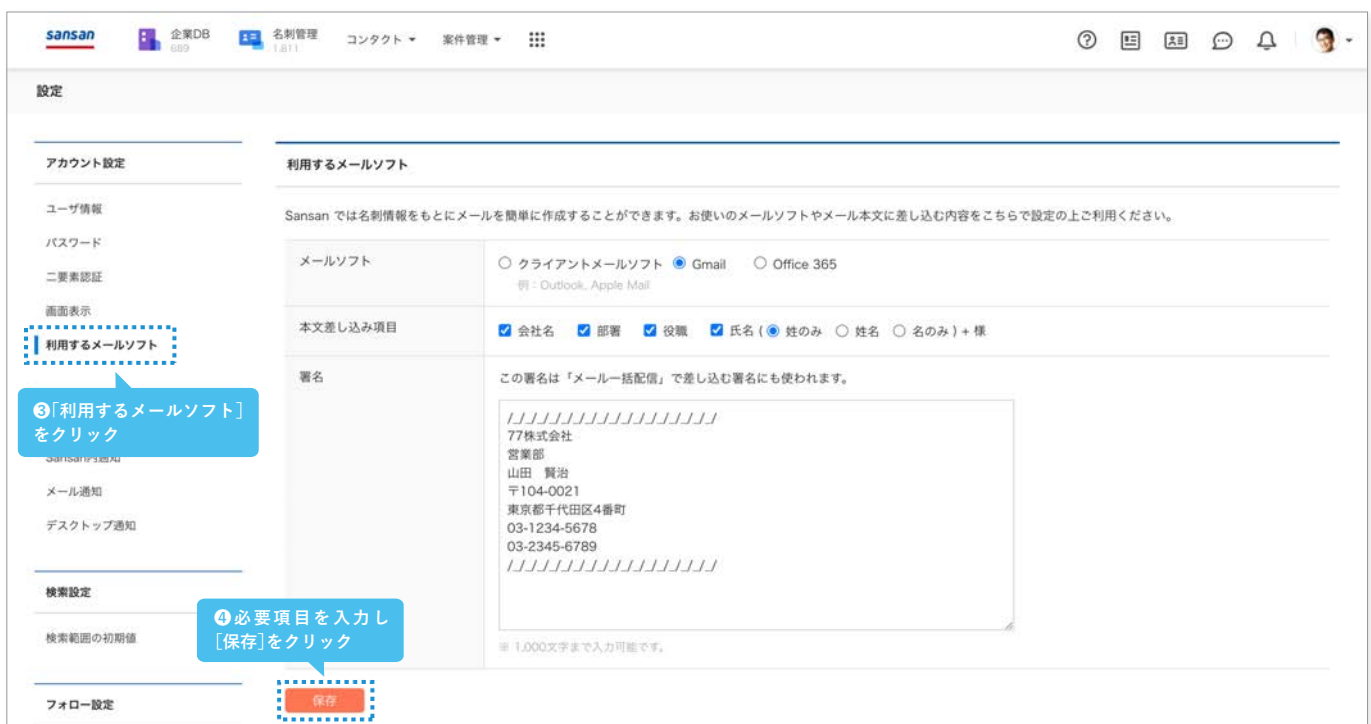 sansan
企業DB
689
名刺管理
1,811
コンタクト
案件管理
設定
アカウント設定
ユーザ情報
パスワード
二要素認証
画面表示
利用するメールソフト
❸「利用するメールソフト]
をクリック
Sansan内通知
メール通知
デスクトップ通知
検索設定
検索範囲の初期値
フォロー設定
利用するメールソフト
Sansan では名刺情報をもとにメールを簡単に作成することができます。お使いのメールソフトやメール本文に差し込む内容をこちらで設定の上ご利用ください。
メールソフト
クライアントメールソフト Gmail Office 365
例：Outlook, Apple Mail
本文差し込み項目
会社名 部署 役職 氏名 ( 姓のみ 姓名 名のみ ) + 様
署名
この署名は「メール一括配信」で差し込む署名にも使われます。
/_/_/_/_/_/_/_/_/_/_/_/_/_/_/_/_/_/_/
77株式会社
営業部
山田　賢治
〒104-0021
東京都千代田区4番町
03-1234-5678
03-2345-6789
/_/_/_/_/_/_/_/_/_/_/_/_/_/_/_/_/_/_/
※ 1,000文字まで入力可能です。
❹必要項目を入力し
[保存]をクリック
保存